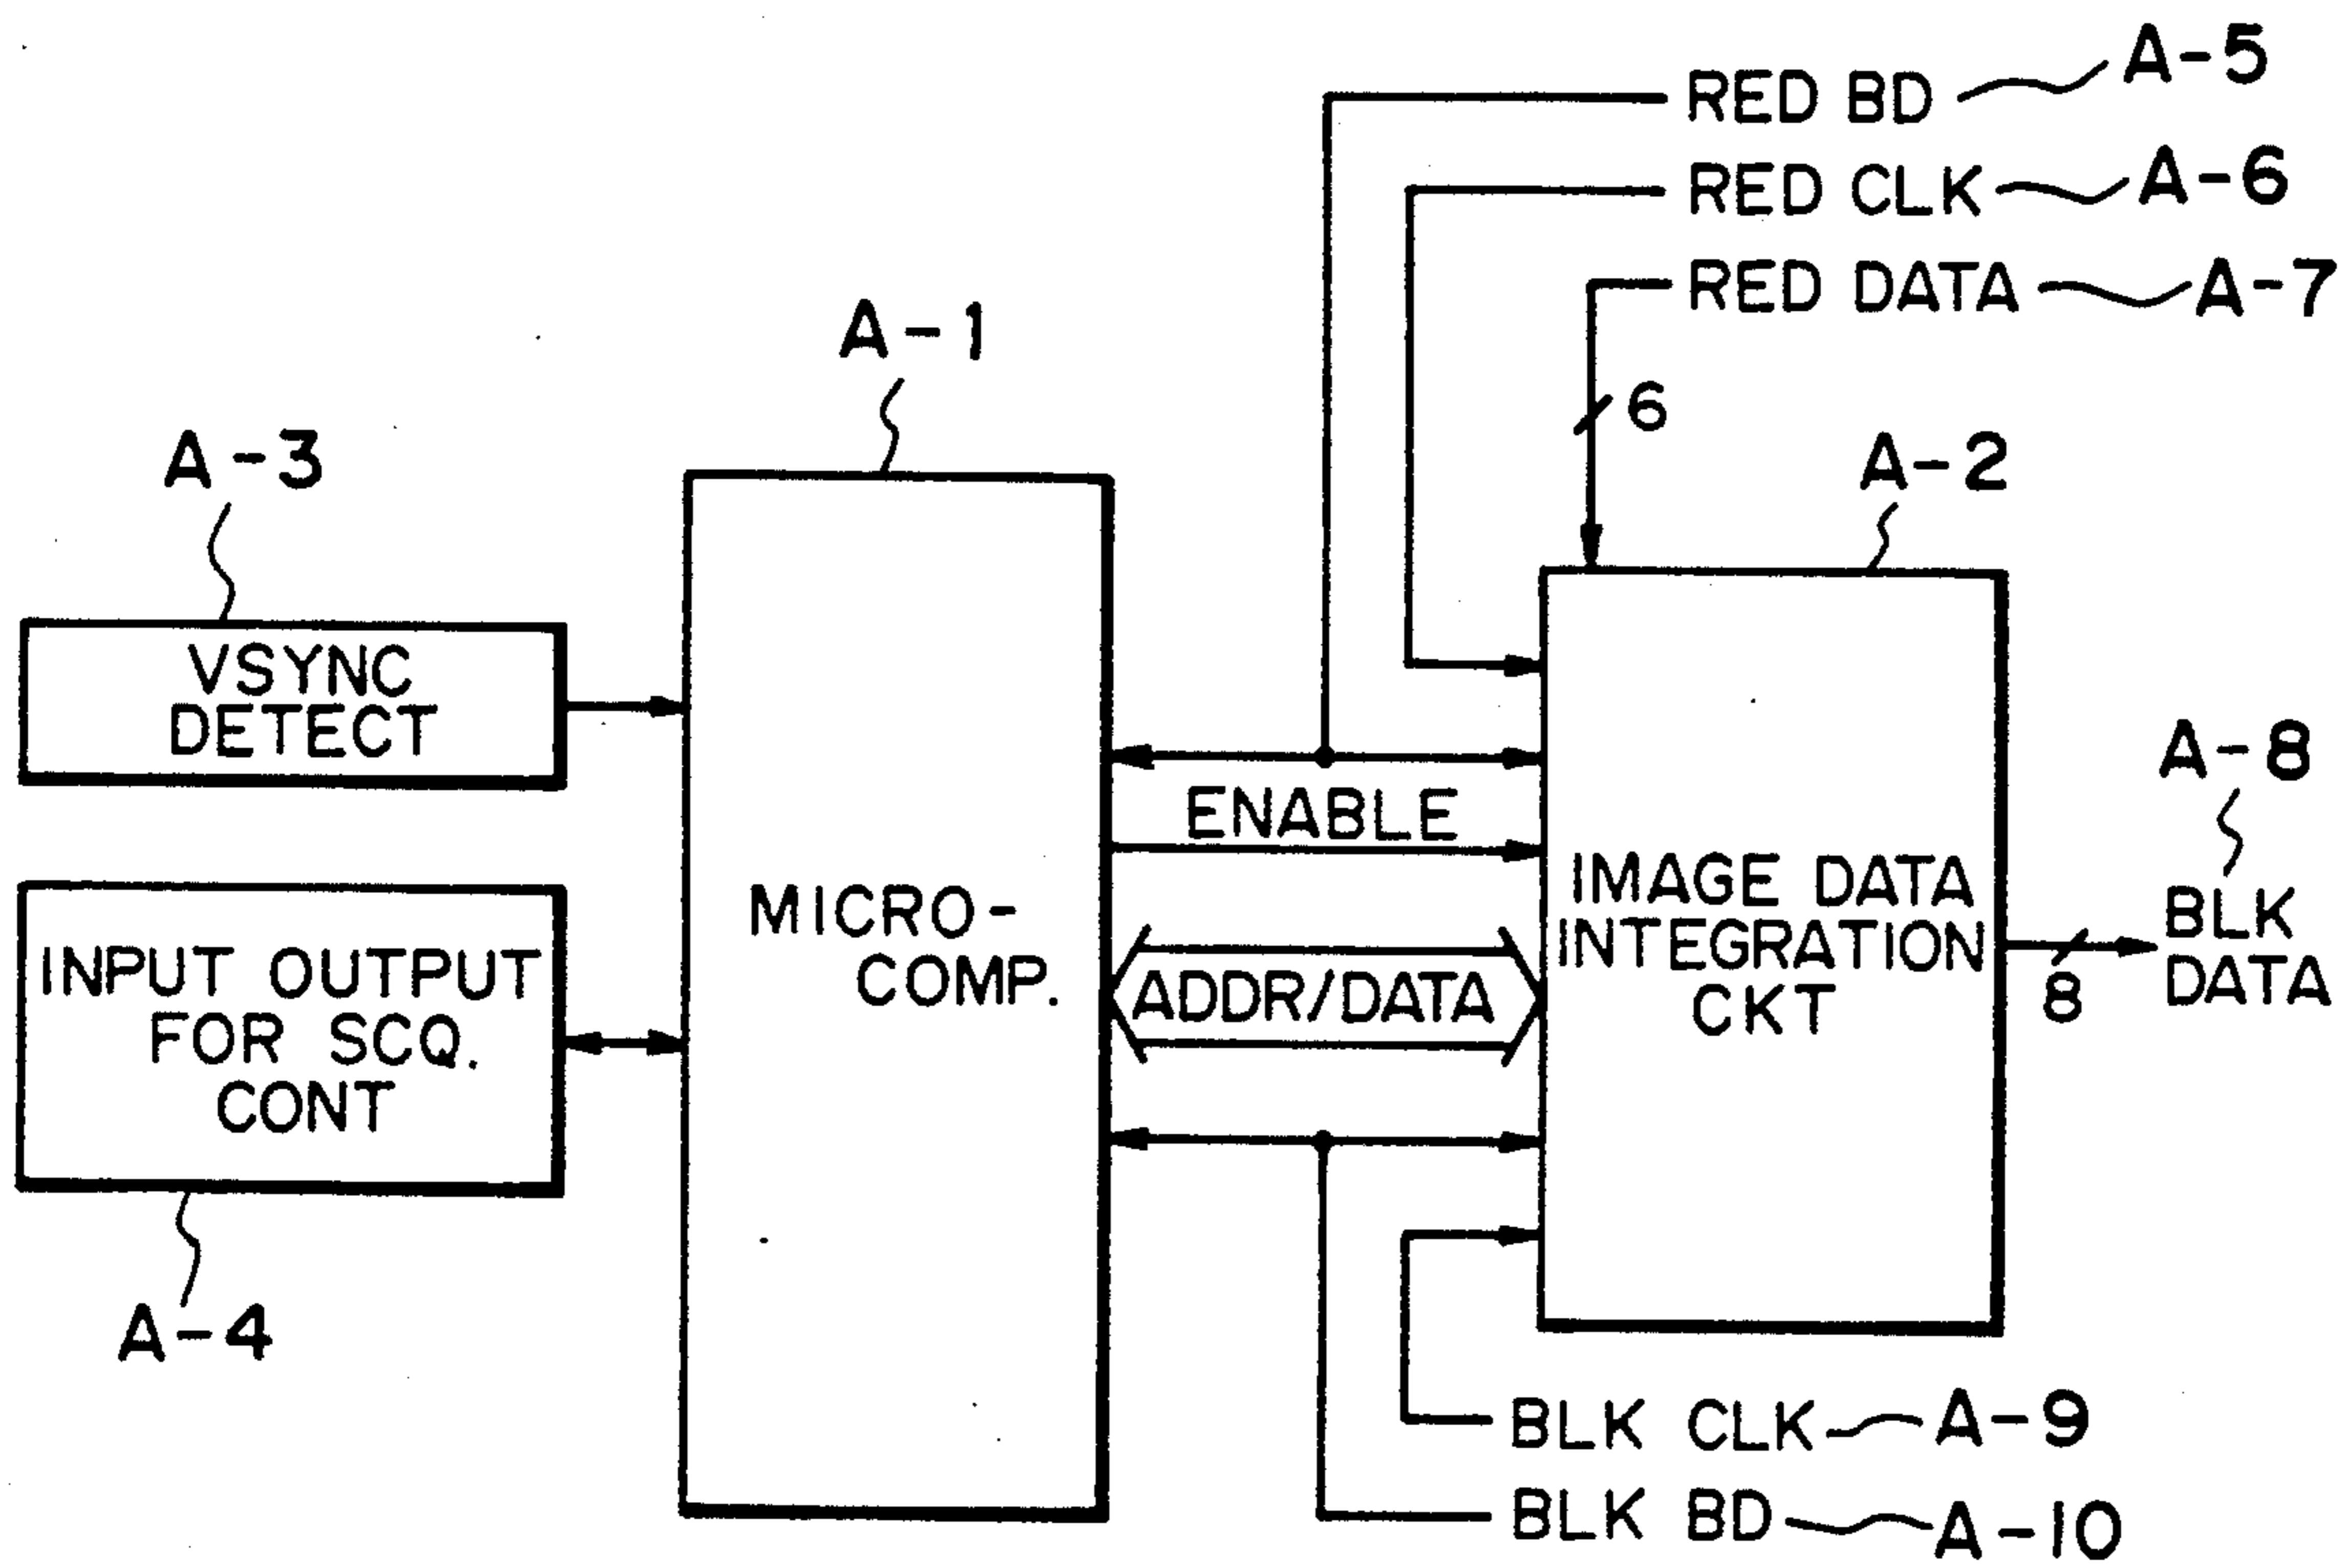 RED BD A-5
RED CLK A-6
RED DATA A-7
6
A-1
A-2
A-3
VSYNC
DETECT
A-8
ENABLE
MICRO-
COMP.
IMAGE DATA
INTEGRATION
CKT
BLK
DATA
8
ADDR/DATA
INPUT OUTPUT
FOR SCQ.
CONT
A-4
BLK CLK A-9
BLK BD A-10